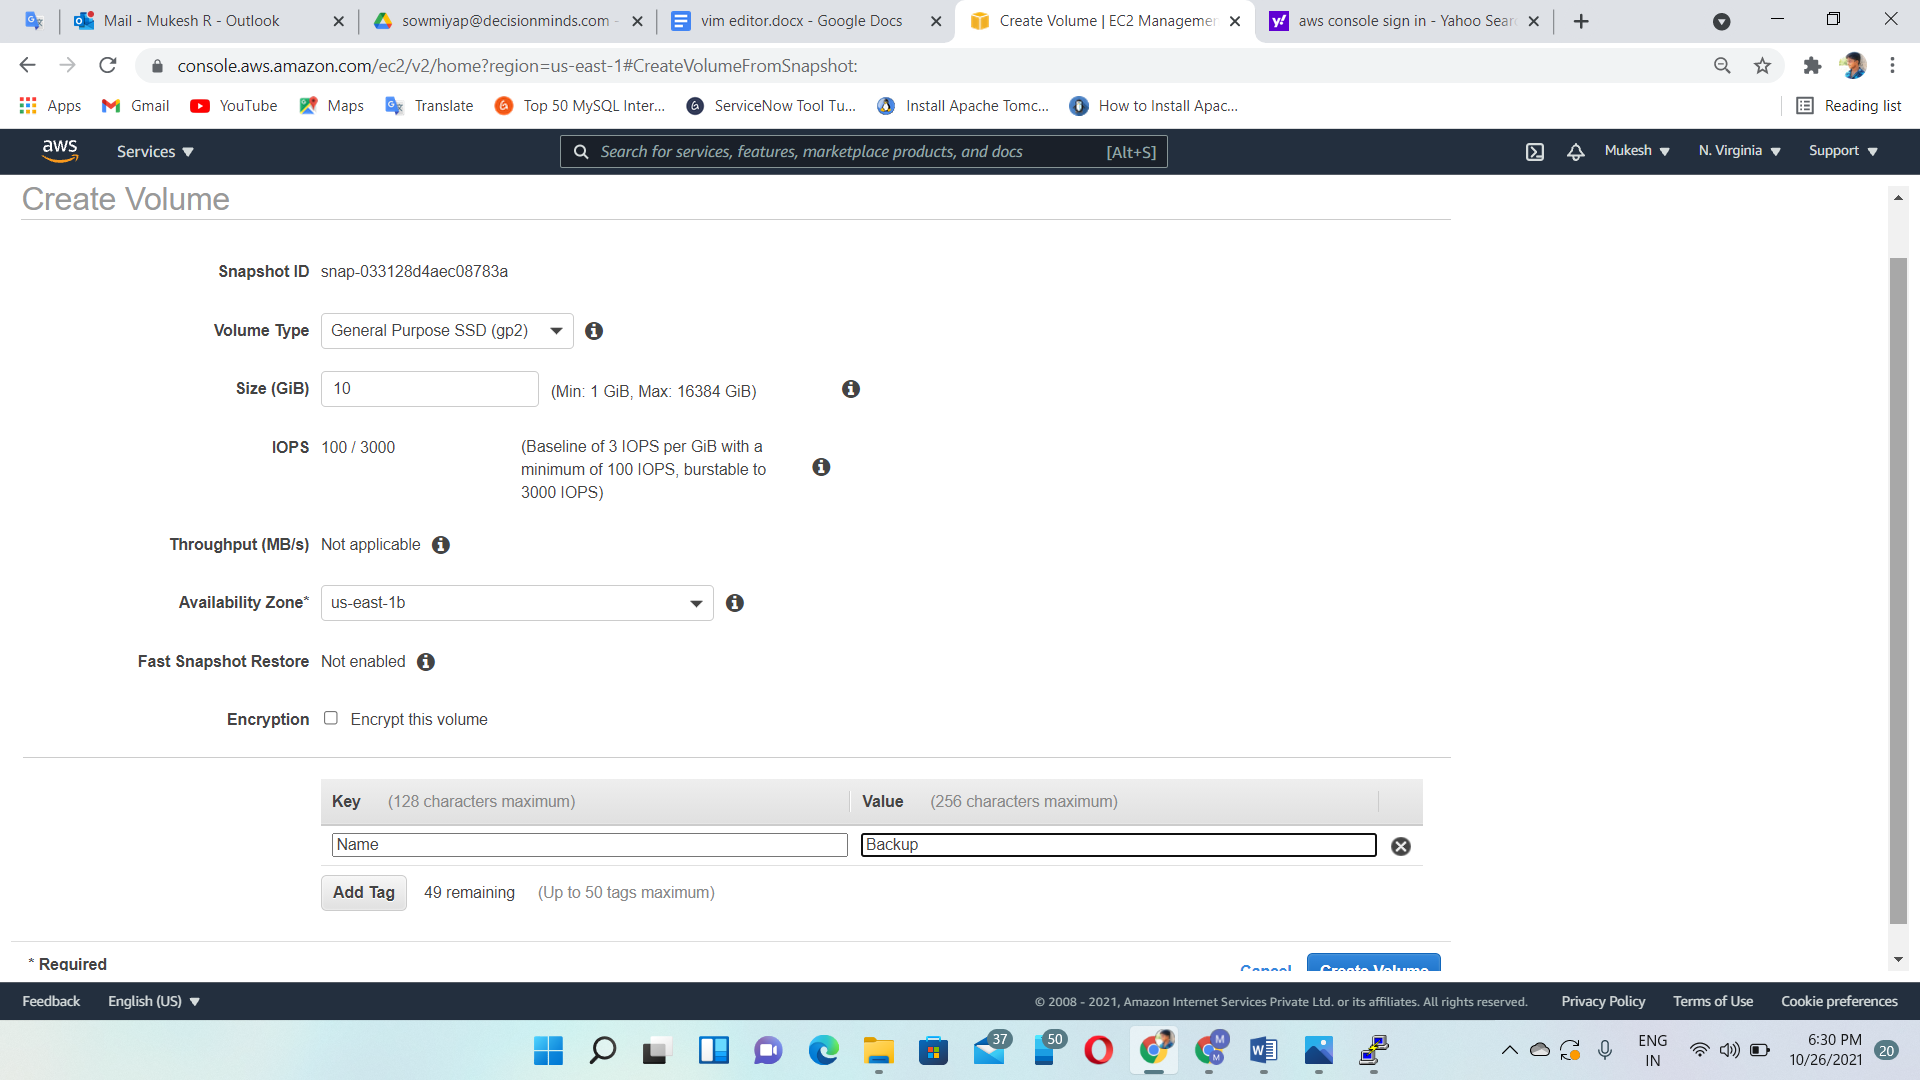 Mail - Mukesh R - Outlook
sowmiyap@decisionminds.com -
vim editor.docx - Google Docs
Create Volume | EC2 Managemen
aws console sign in - Yahoo Sear
console.aws.amazon.com/ec2/v2/home?region=us-east-1#CreateVolumeFromSnapshot:
Apps
Gmail
YouTube
Maps
Translate
Top 50 MySQL Inter...
ServiceNow Tool Tu...
Install Apache Tomc...
How to Install Apac...
Reading list
aws
Services
Search for services, features, marketplace products, and docs
[Alt+S]
Mukesh
N. Virginia
Support
Create Volume
Snapshot ID snap-033128d4aec08783a
Volume Type General Purpose SSD (gp2)
Size (GiB) 10 (Min: 1 GiB, Max: 16384 GiB)
IOPS 100 / 3000 (Baseline of 3 IOPS per GiB with a
minimum of 100 IOPS, burstable to
3000 IOPS)
Throughput (MB/s) Not applicable
Availability Zone* us-east-1b
Fast Snapshot Restore Not enabled
Encryption Encrypt this volume
Key (128 characters maximum) Value (256 characters maximum)
Name Backup
Add Tag 49 remaining (Up to 50 tags maximum)
* Required
Cancel Create Volume
Feedback English (US) © 2008 - 2021, Amazon Internet Services Private Ltd. or its affiliates. All rights reserved. Privacy Policy Terms of Use Cookie preferences
37
50
M
M
ENG
IN
6:30 PM
10/26/2021
20